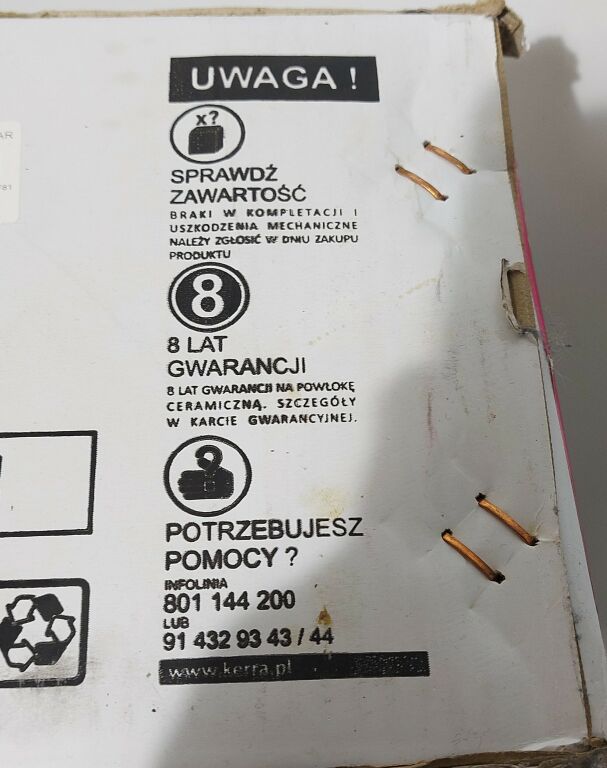 AR
781
UWAGA !
x?
SPRAWDŹ
ZAWARTOŚĆ
BRAKI W KOMPLETACJI I
USZKODZENIA MECHANICZNE
NALEŻY ZGŁOSIĆ W DNIU ZAKUPU
PRODUKTU
8
8 LAT
GWARANCJI
8 LAT GWARANCJI NA POWŁOKĘ
CERAMICZNĄ. SZCZEGÓŁY
W KARCIE GWARANCYJNEJ.
POTRZEBUJESZ
POMOCY ?
INFOLINIA
801 144 200
LUB
91 432 93 43 / 44
www.kerra.pl